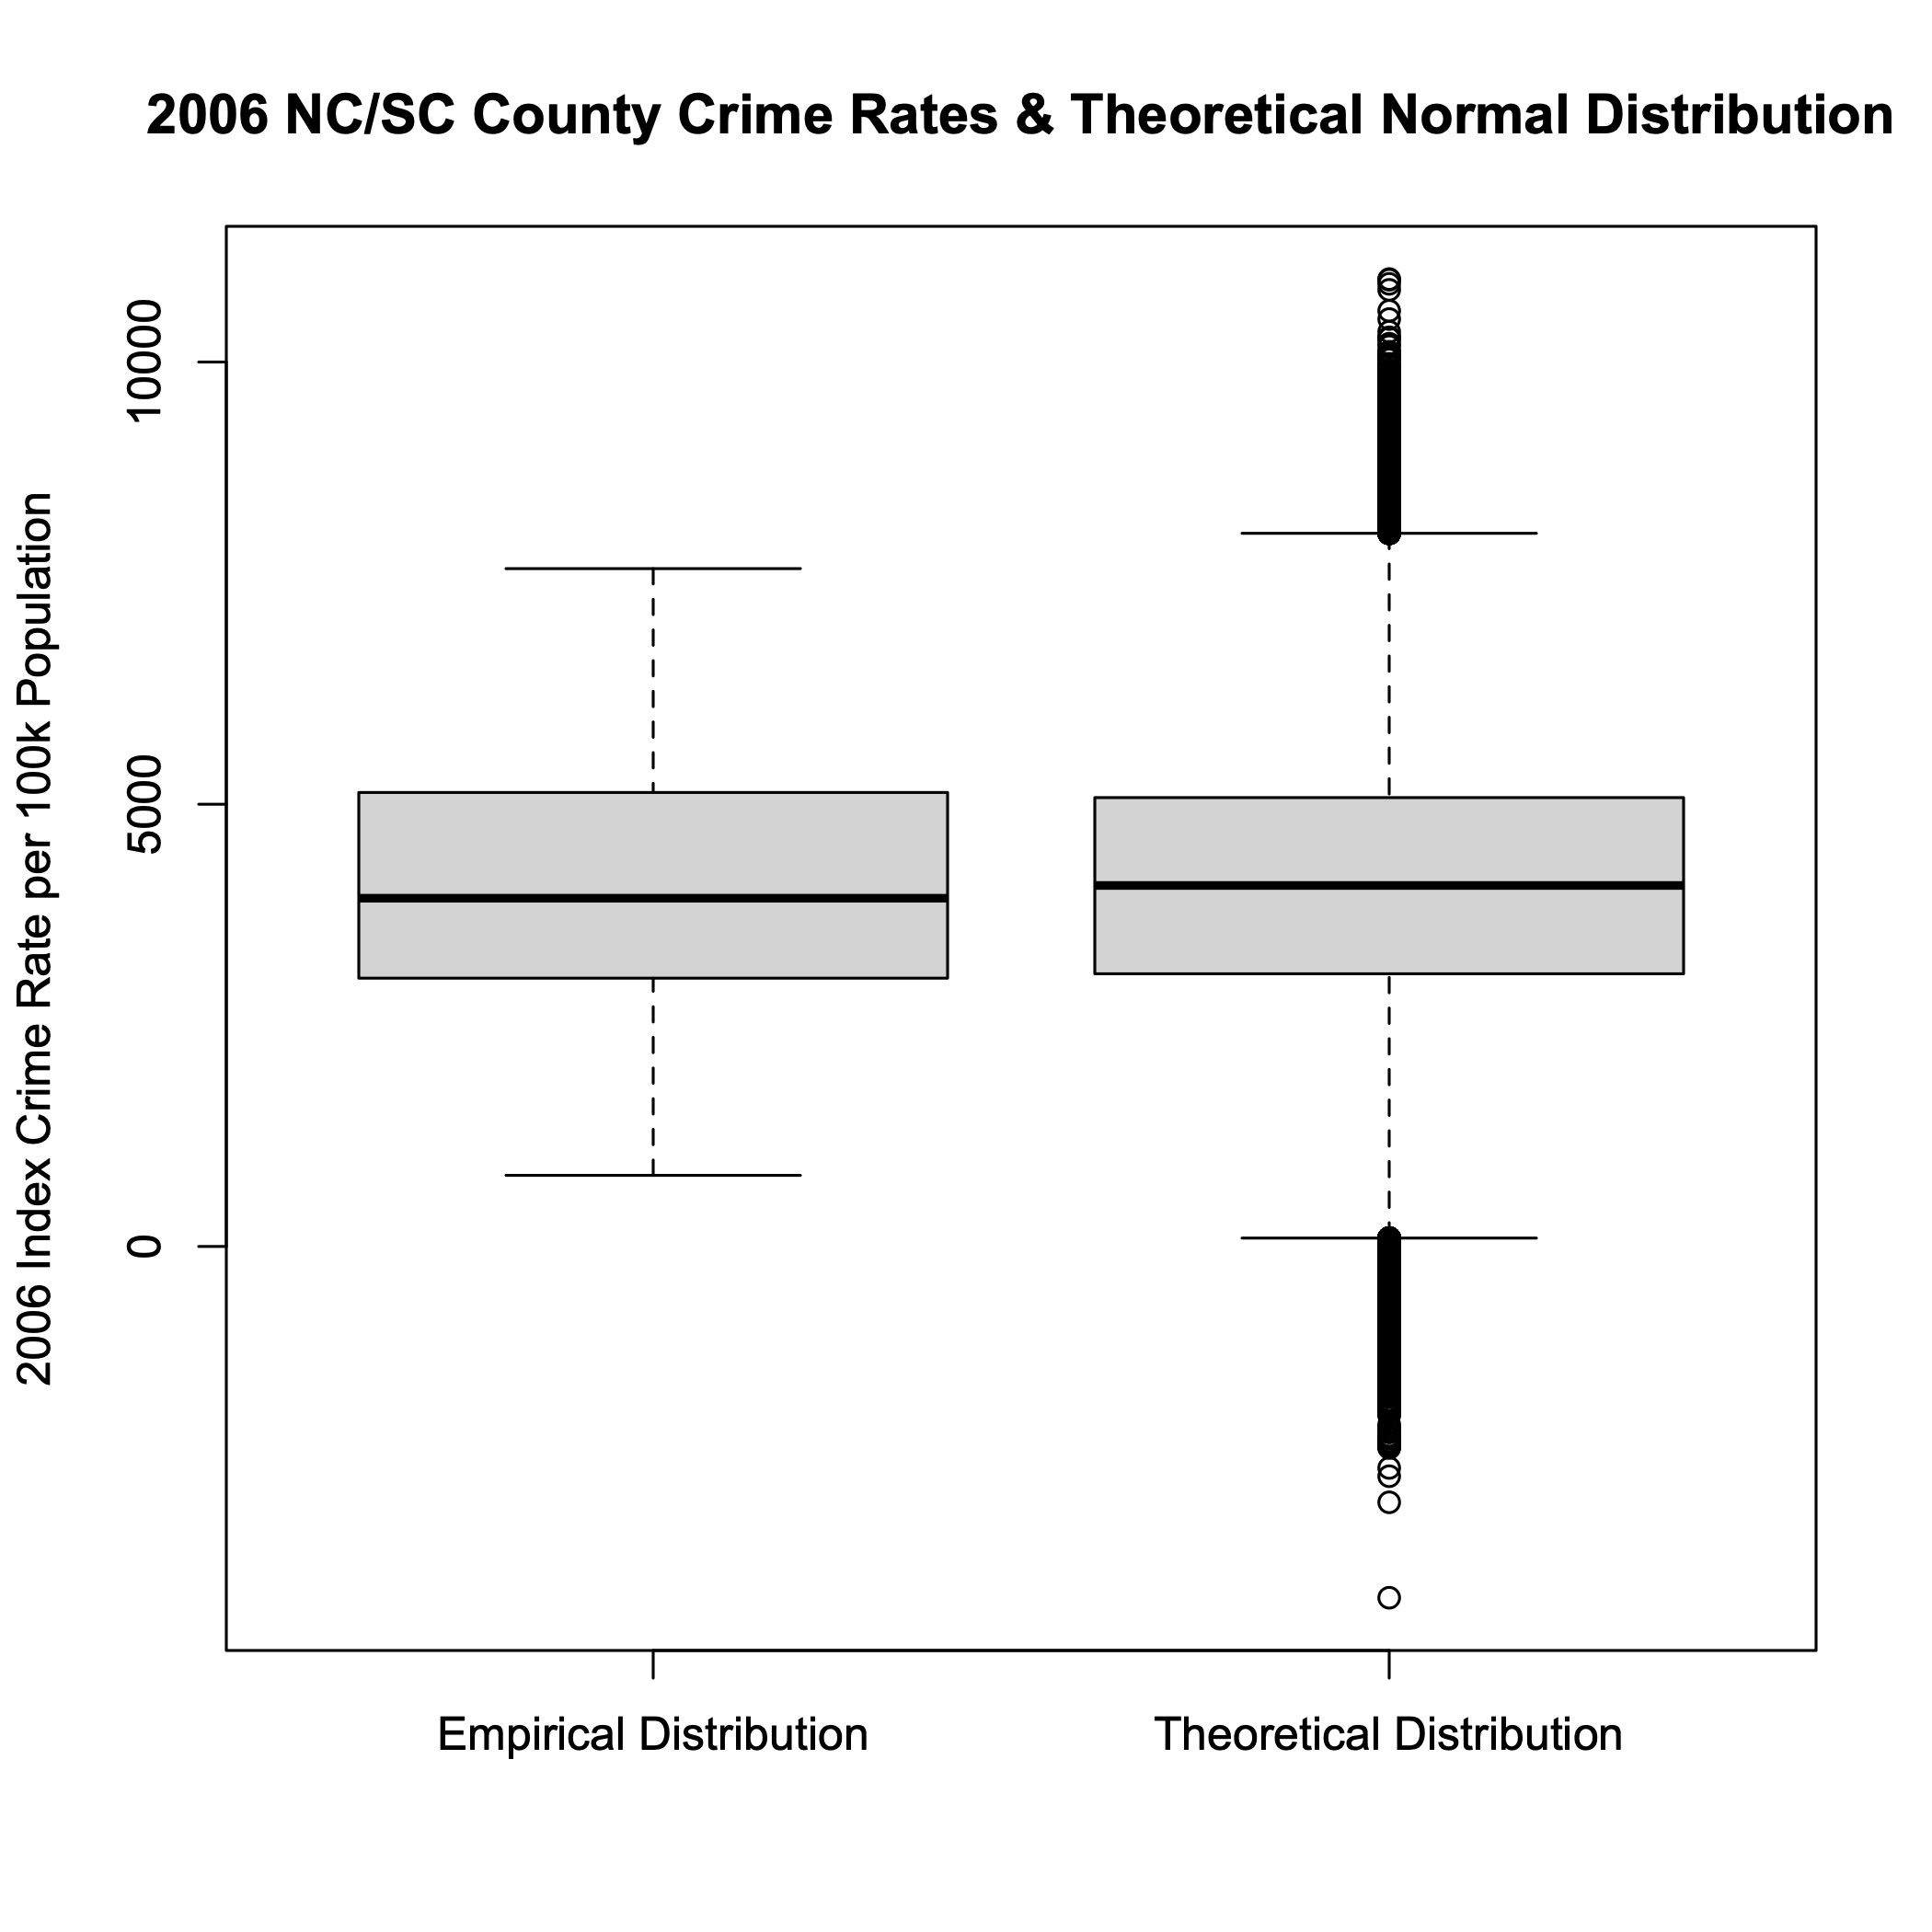 2006 NC/SC County Crime Rates & Theoretical Normal Distribution
2006 Index Crime Rate per 100k Population
10000
5000
0
Empirical Distribution
Theoretical Distribution